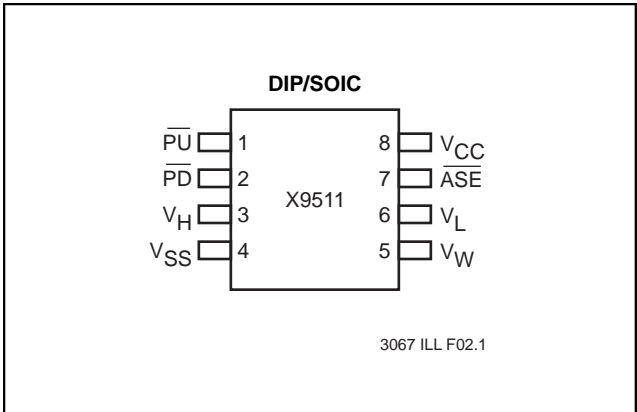 DIP/SOIC
PU 1 8 VCC
PD 2 7 ASE
X9511
VH 3 6 VL
VSS 4 5 VW
3067 ILL F02.1